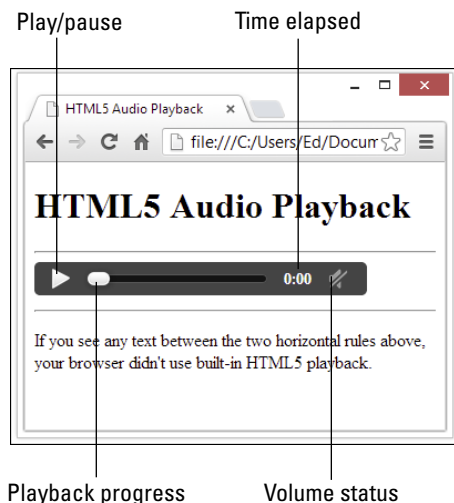 Play/pause
Time elapsed
HTML5 Audio Playback
file:///C:/Users/Ed/Docum
HTML5 Audio Playback
0:00
If you see any text between the two horizontal rules above,
your browser didn't use built-in HTML5 playback.
Playback progress
Volume status